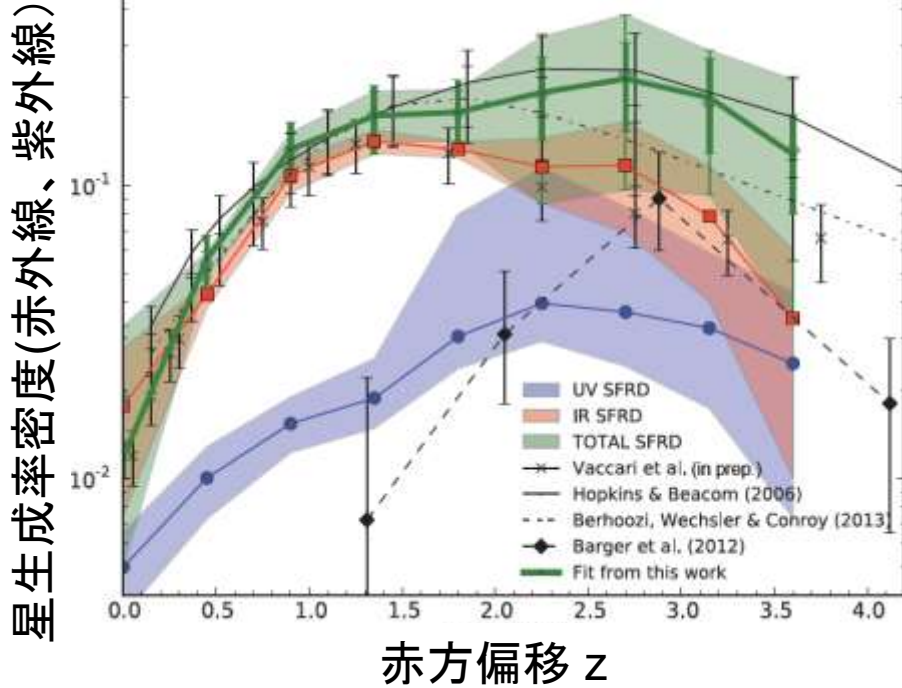 星生成率密度(赤外線、紫外線)
10⁻¹
10⁻²
UV SFRD
IR SFRD
TOTAL SFRD
Vaccari et al. (in prep.)
Hopkins & Beacom (2006)
Berhoozi, Wechsler & Conroy (2013)
Barger et al. (2012)
Fit from this work
0.0 0.5 1.0 1.5 2.0 2.5 3.0 3.5 4.0
赤方偏移 z